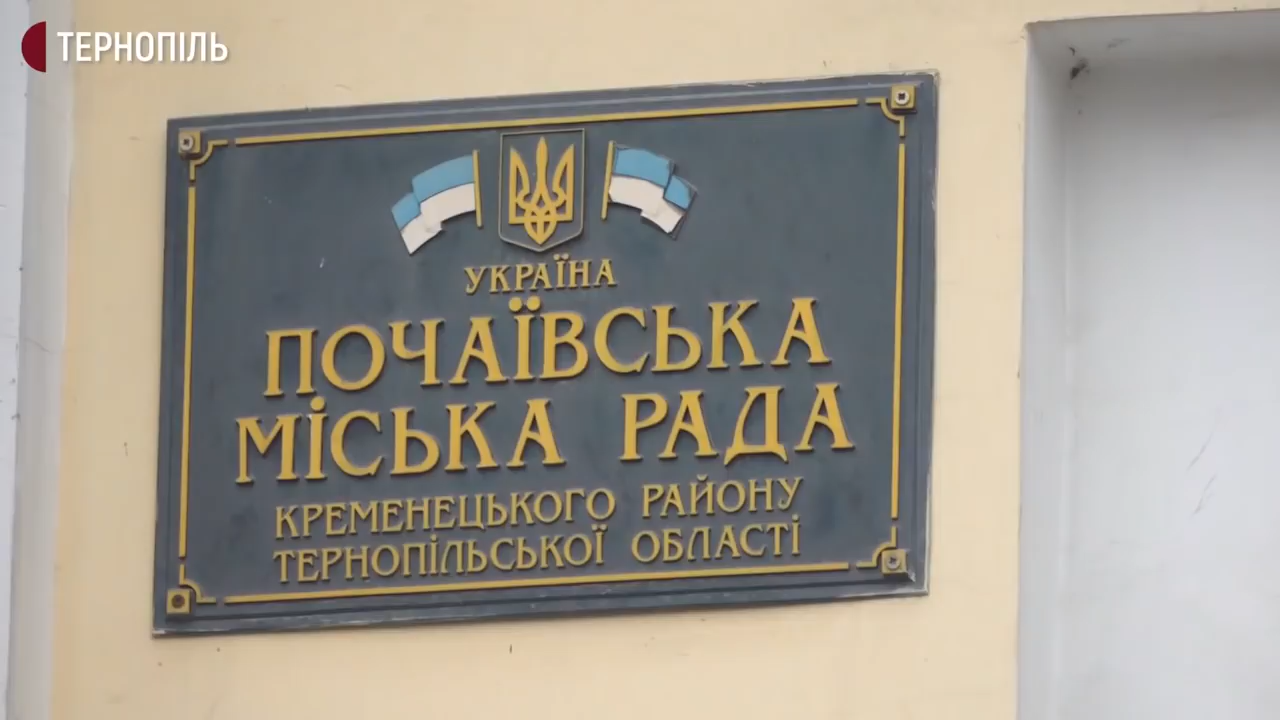 ТЕРНОПІЛЬ
УКРАЇНА
ПОЧАЇВСЬКА
МІСЬКА РАДА
КРЕМЕНЕЦЬКОГО РАЙОНУ
ТЕРНОПІЛЬСЬКОЇ ОБЛАСТІ